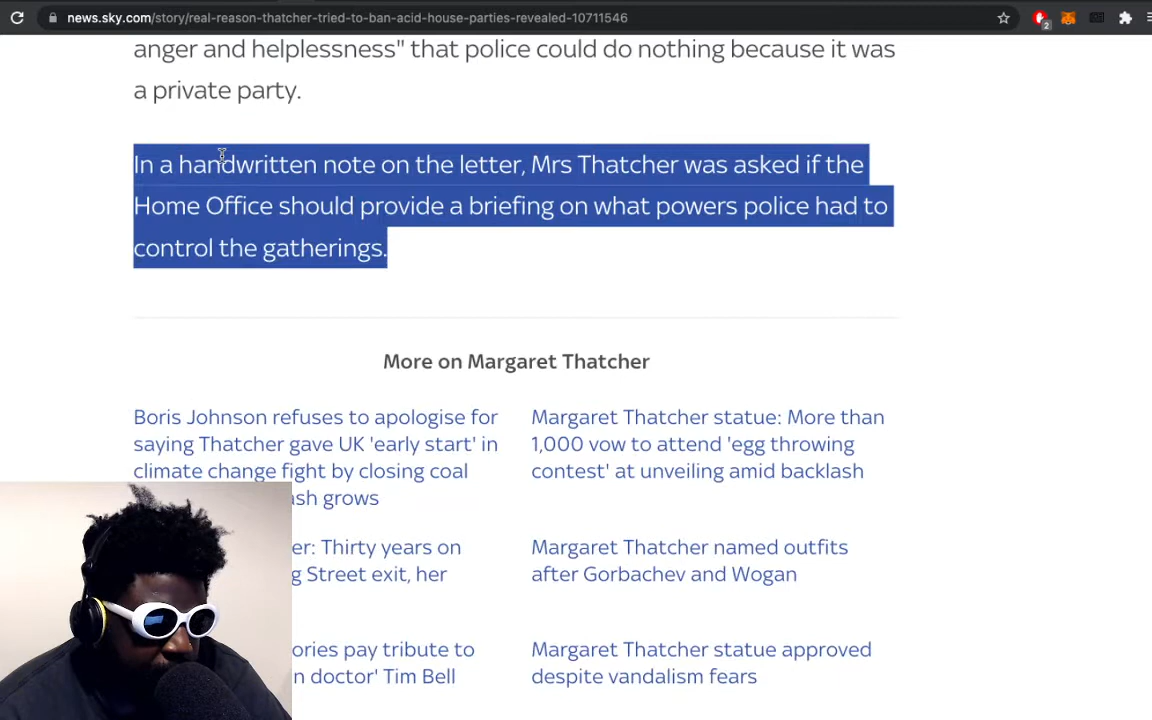 news.sky.com/story/real-reason-thatcher-tried-to-ban-acid-house-parties-revealed-10711546
2
anger and helplessness" that police could do nothing because it was
a private party.
In a handwritten note on the letter, Mrs Thatcher was asked if the
Home Office should provide a briefing on what powers police had to
control the gatherings.
More on Margaret Thatcher
Boris Johnson refuses to apologise for
saying Thatcher gave UK 'early start' in
climate change fight by closing coal
ash grows
Margaret Thatcher statue: More than
1,000 vow to attend 'egg throwing
contest' at unveiling amid backlash
er: Thirty years on
g Street exit, her
Margaret Thatcher named outfits
after Gorbachev and Wogan
ories pay tribute to
n doctor' Tim Bell
Margaret Thatcher statue approved
despite vandalism fears